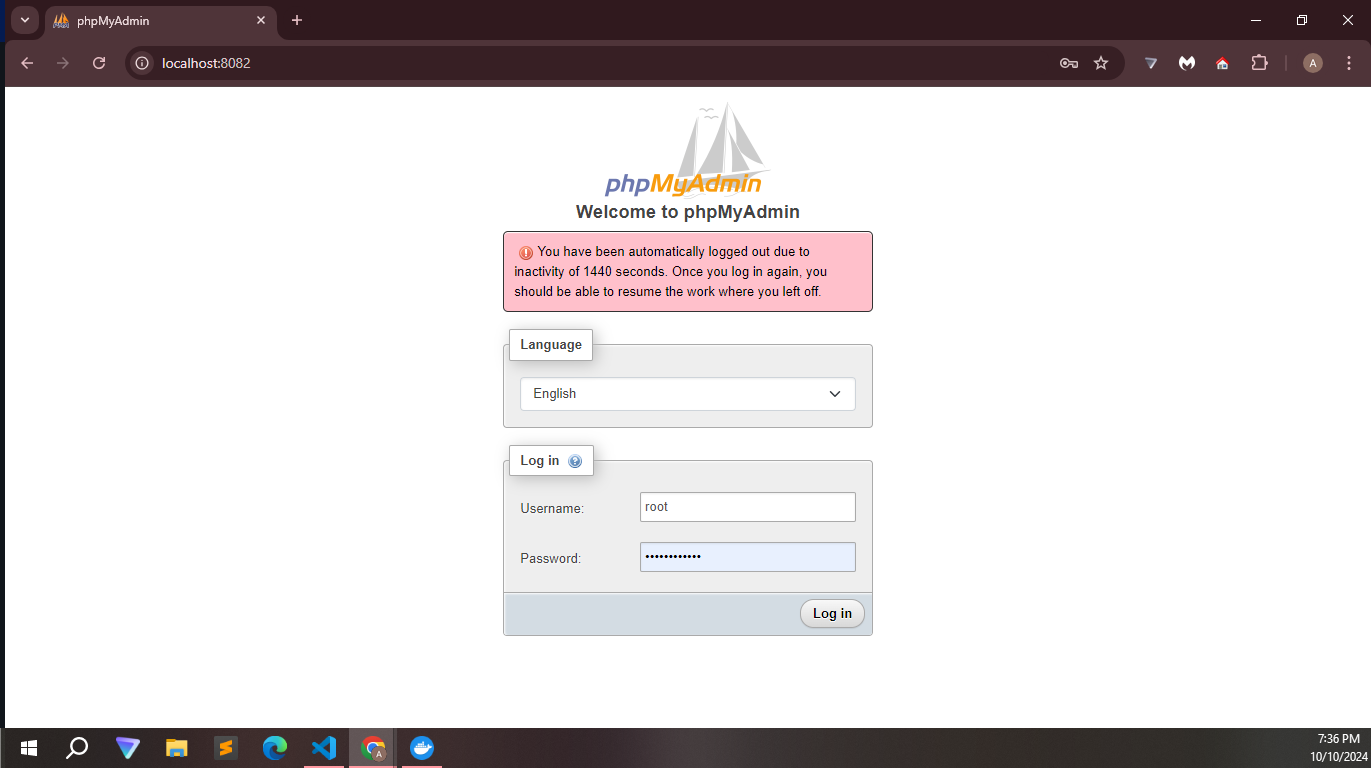 phpMyAdmin
localhost:8082
A
phpMyAdmin
Welcome to phpMyAdmin
You have been automatically logged out due to
inactivity of 1440 seconds. Once you log in again, you
should be able to resume the work where you left off.
Language
English
Log in
Username:
root
Password:
••••••••••••
Log in
A
7:36 PM
10/10/2024